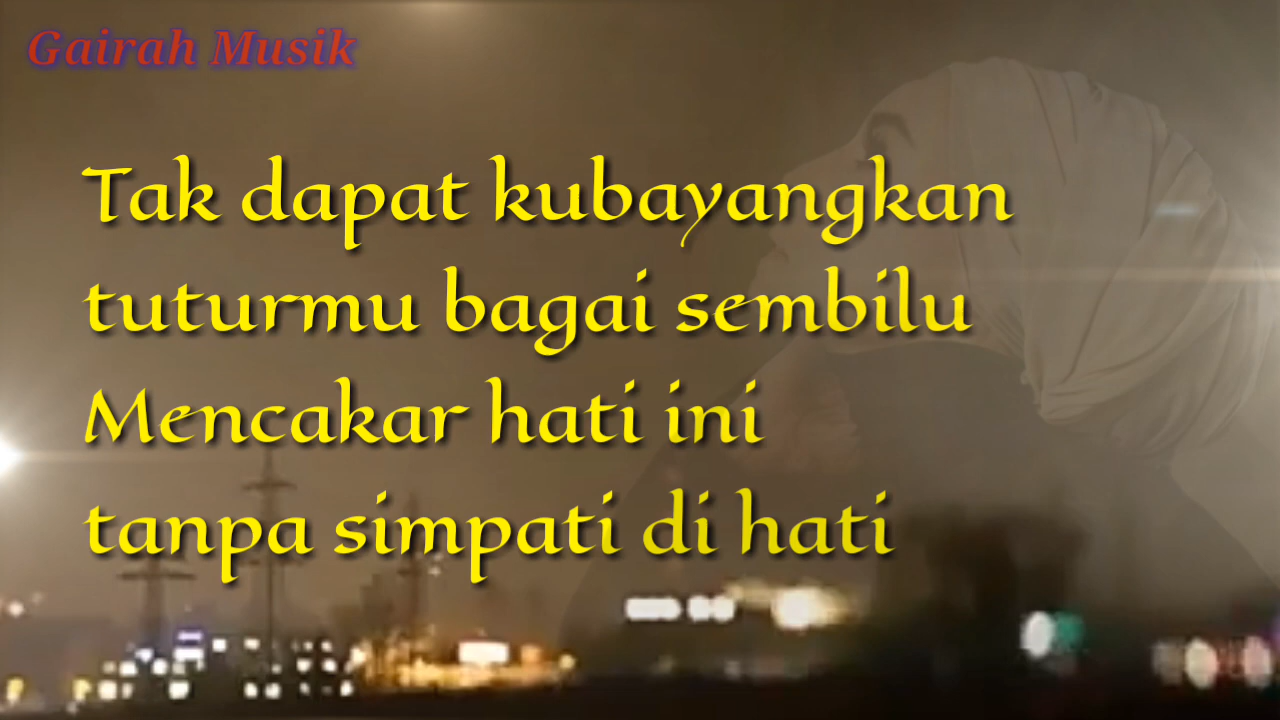 Gairah Musik
Tak dapat kubayangkan
tuturmu bagai sembilu
Mencakar hati ini
tanpa simpati di hati